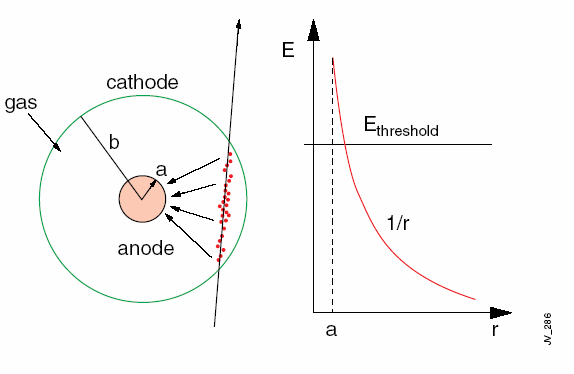 cathode
gas
b
a
anode
E
E_threshold
1/r
a
r
JV_286